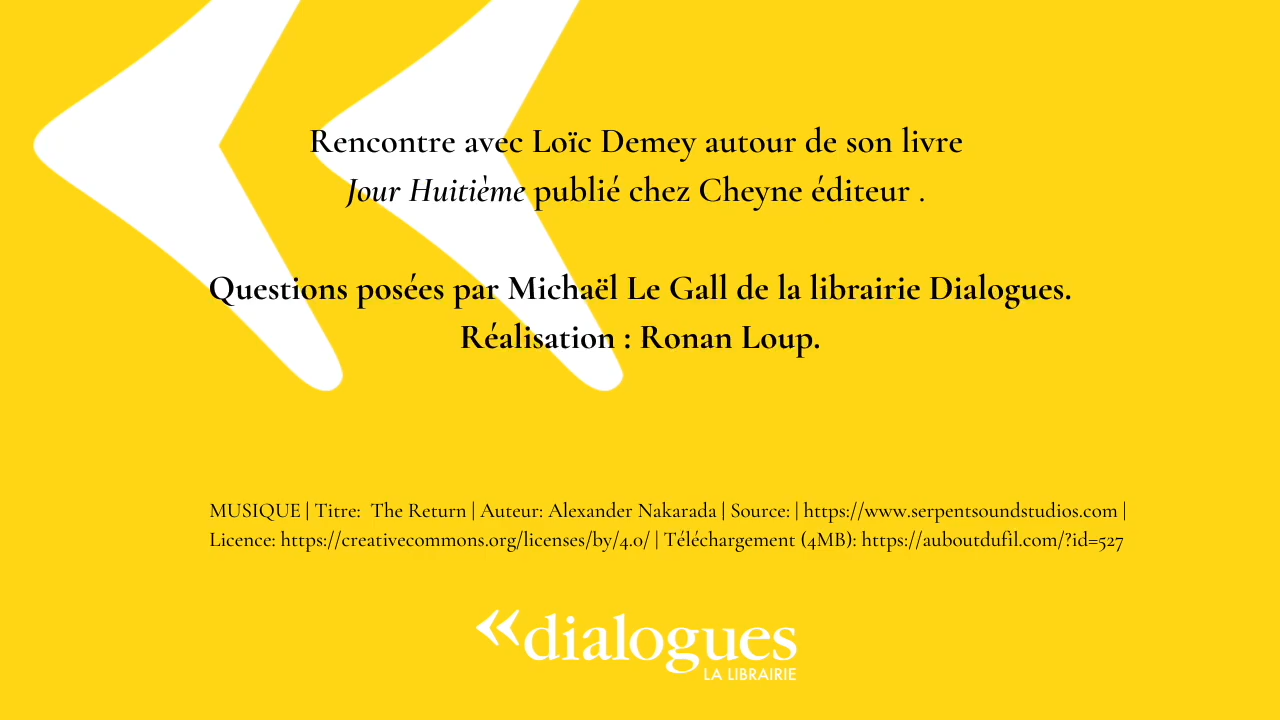 Rencontre avec Loïc Demey autour de son livre
Jour Huitième publié chez Cheyne éditeur .
Questions posées par Michaël Le Gall de la librairie Dialogues.
Réalisation : Ronan Loup.
MUSIQUE | Titre:  The Return | Auteur: Alexander Nakarada | Source: | https://www.serpentsoundstudios.com |
Licence: https://creativecommons.org/licenses/by/4.0/ | Téléchargement (4MB): https://auboutdufil.com/?id=527
«dialogues
LA LIBRAIRIE